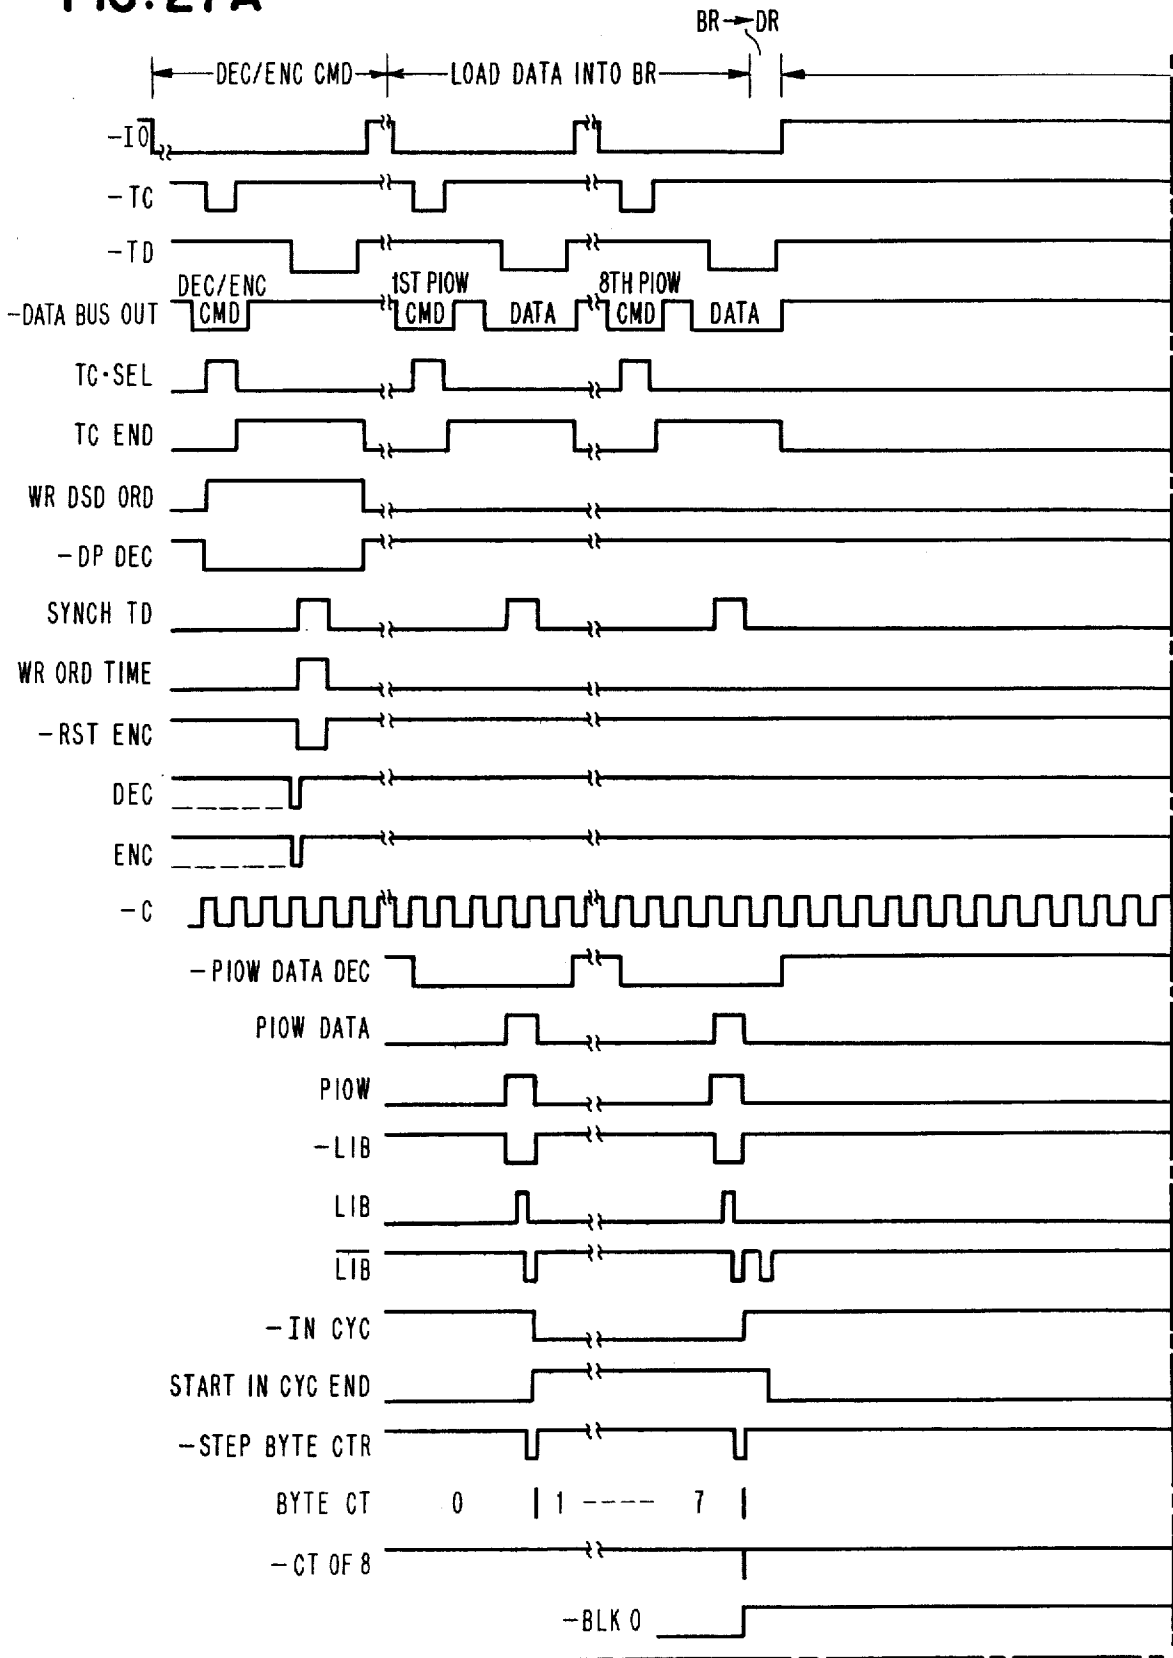 FIG. 27A
BR→DR
DEC/ENC CMD
LOAD DATA INTO BR
-IO
-TC
-TD
DEC/ENC 1ST PIOW 8TH PIOW
-DATA BUS OUT CMD CMD DATA CMD DATA
TC·SEL
TC END
WR DSD ORD
-DP DEC
SYNCH TD
WR ORD TIME
-RST ENC
DEC
ENC
-C
-PIOW DATA DEC
PIOW DATA
PIOW
-LIB
LIB
L̅I̅B̅
-IN CYC
START IN CYC END
-STEP BYTE CTR
BYTE CT 0 1 ---- 7
-CT OF 8
-BLK 0